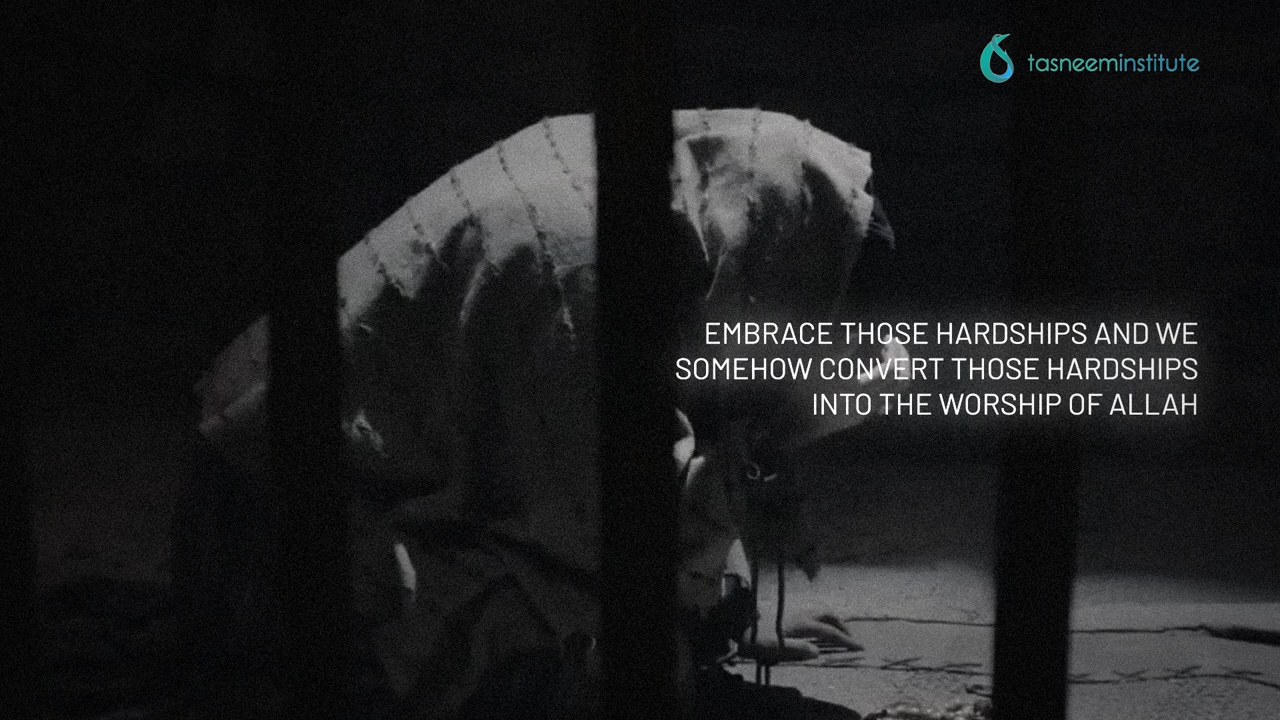 tasneeminstitute
EMBRACE THOSE HARDSHIPS AND WE
SOMEHOW CONVERT THOSE HARDSHIPS
INTO THE WORSHIP OF ALLAH